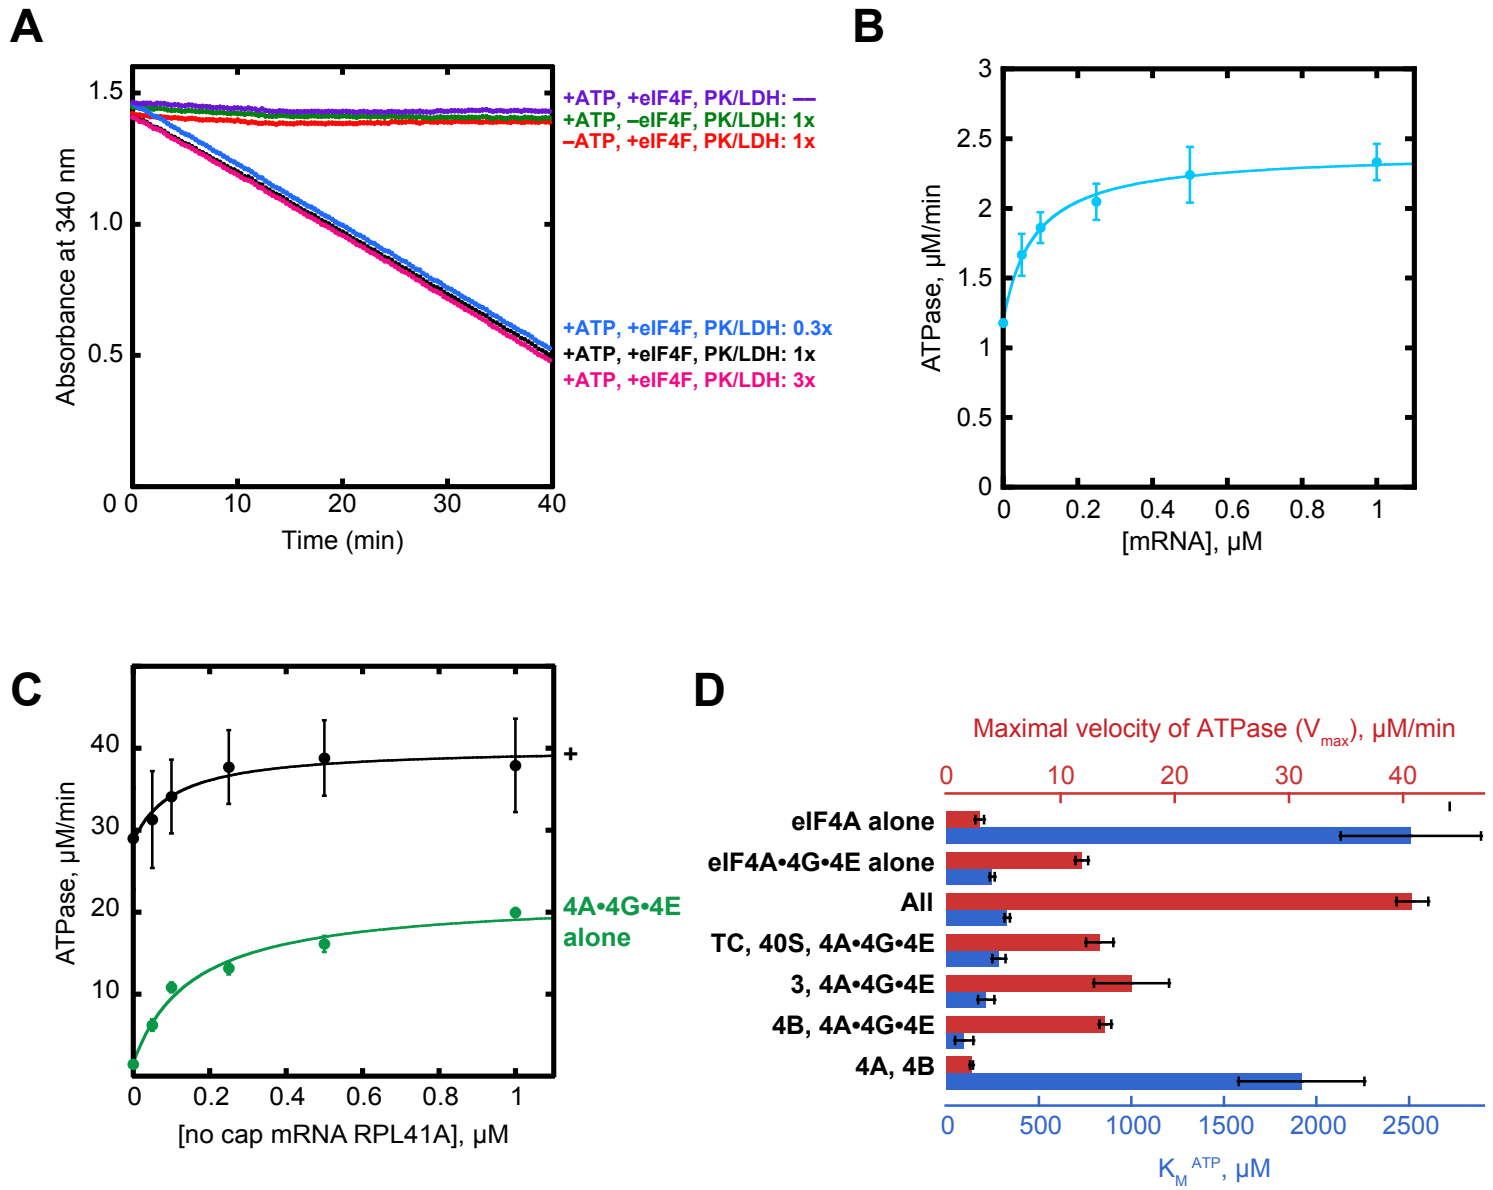 A
1.5
1.0
0.5
0 0 10 20 30 40
Absorbance at 340 nm
Time (min)
+ATP, +eIF4F, PK/LDH: —
+ATP, –eIF4F, PK/LDH: 1x
–ATP, +eIF4F, PK/LDH: 1x
+ATP, +eIF4F, PK/LDH: 0.3x
+ATP, +eIF4F, PK/LDH: 1x
+ATP, +eIF4F, PK/LDH: 3x
B
3
2.5
2
1.5
1
0.5
0
0 0.2 0.4 0.6 0.8 1
ATPase, µM/min
[mRNA], µM
C
40
30
20
10
0 0.2 0.4 0.6 0.8 1
ATPase, µM/min
[no cap mRNA RPL41A], µM
+
4A•4G•4E
alone
D
Maximal velocity of ATPase (Vmax), µM/min
0 10 20 30 40
eIF4A alone
eIF4A•4G•4E alone
All
TC, 40S, 4A•4G•4E
3, 4A•4G•4E
4B, 4A•4G•4E
4A, 4B
0 500 1000 1500 2000 2500
KM ATP, µM